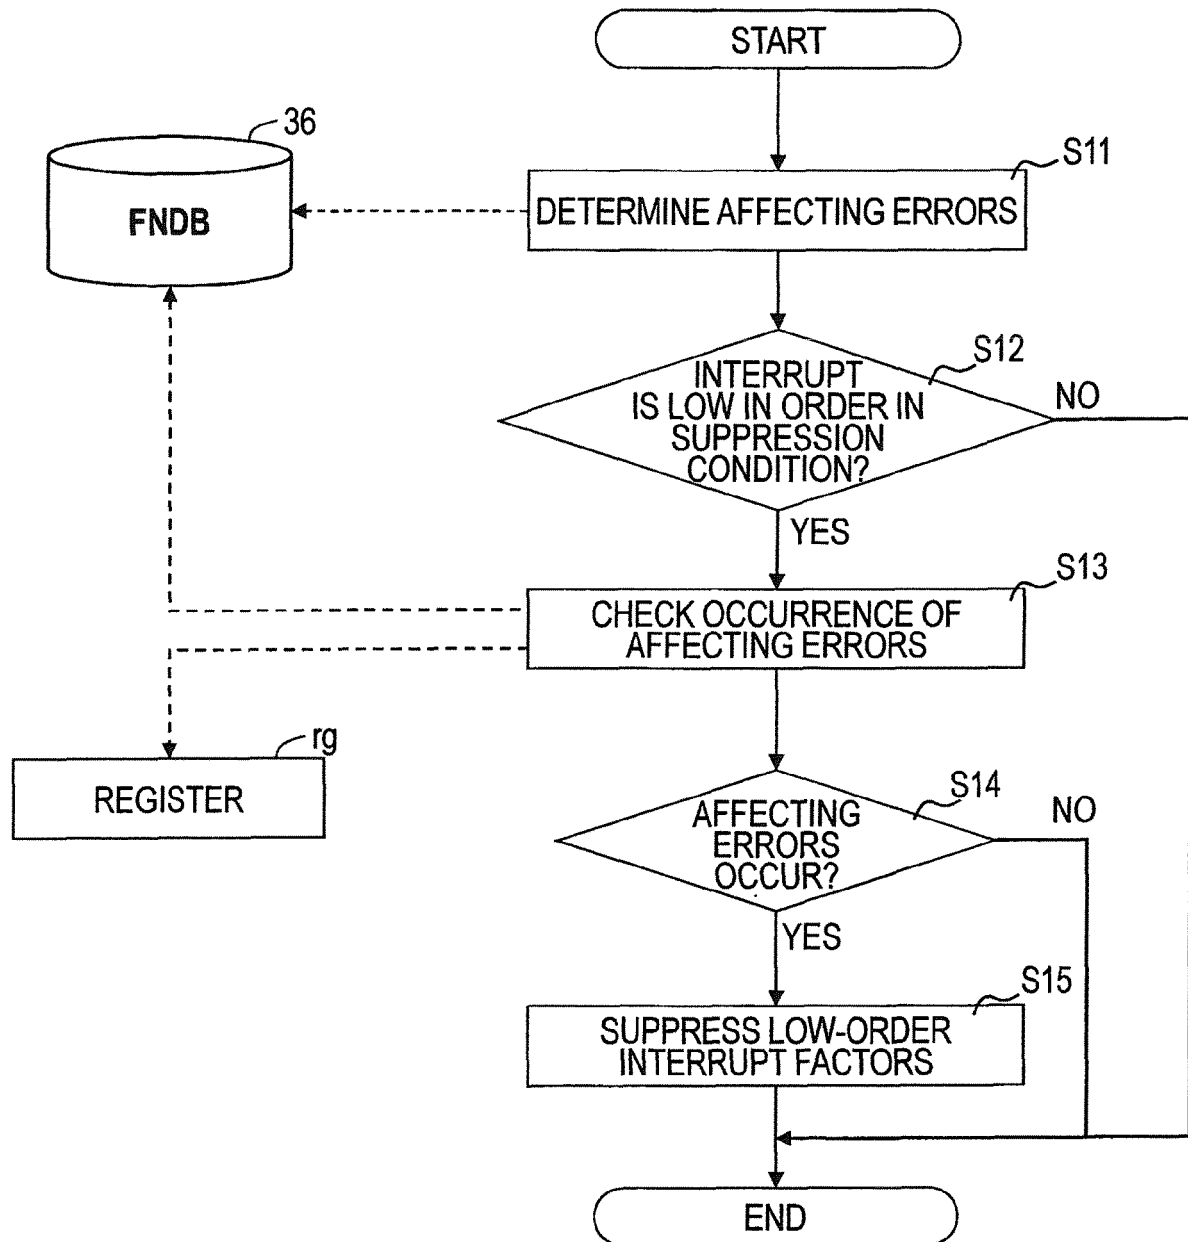 START
36
FNDB
S11
DETERMINE AFFECTING ERRORS
S12
INTERRUPT
IS LOW IN ORDER IN
SUPPRESSION
CONDITION?
NO
YES
S13
CHECK OCCURRENCE OF
AFFECTING ERRORS
rg
REGISTER
S14
AFFECTING
ERRORS
OCCUR?
NO
YES
S15
SUPPRESS LOW-ORDER
INTERRUPT FACTORS
END